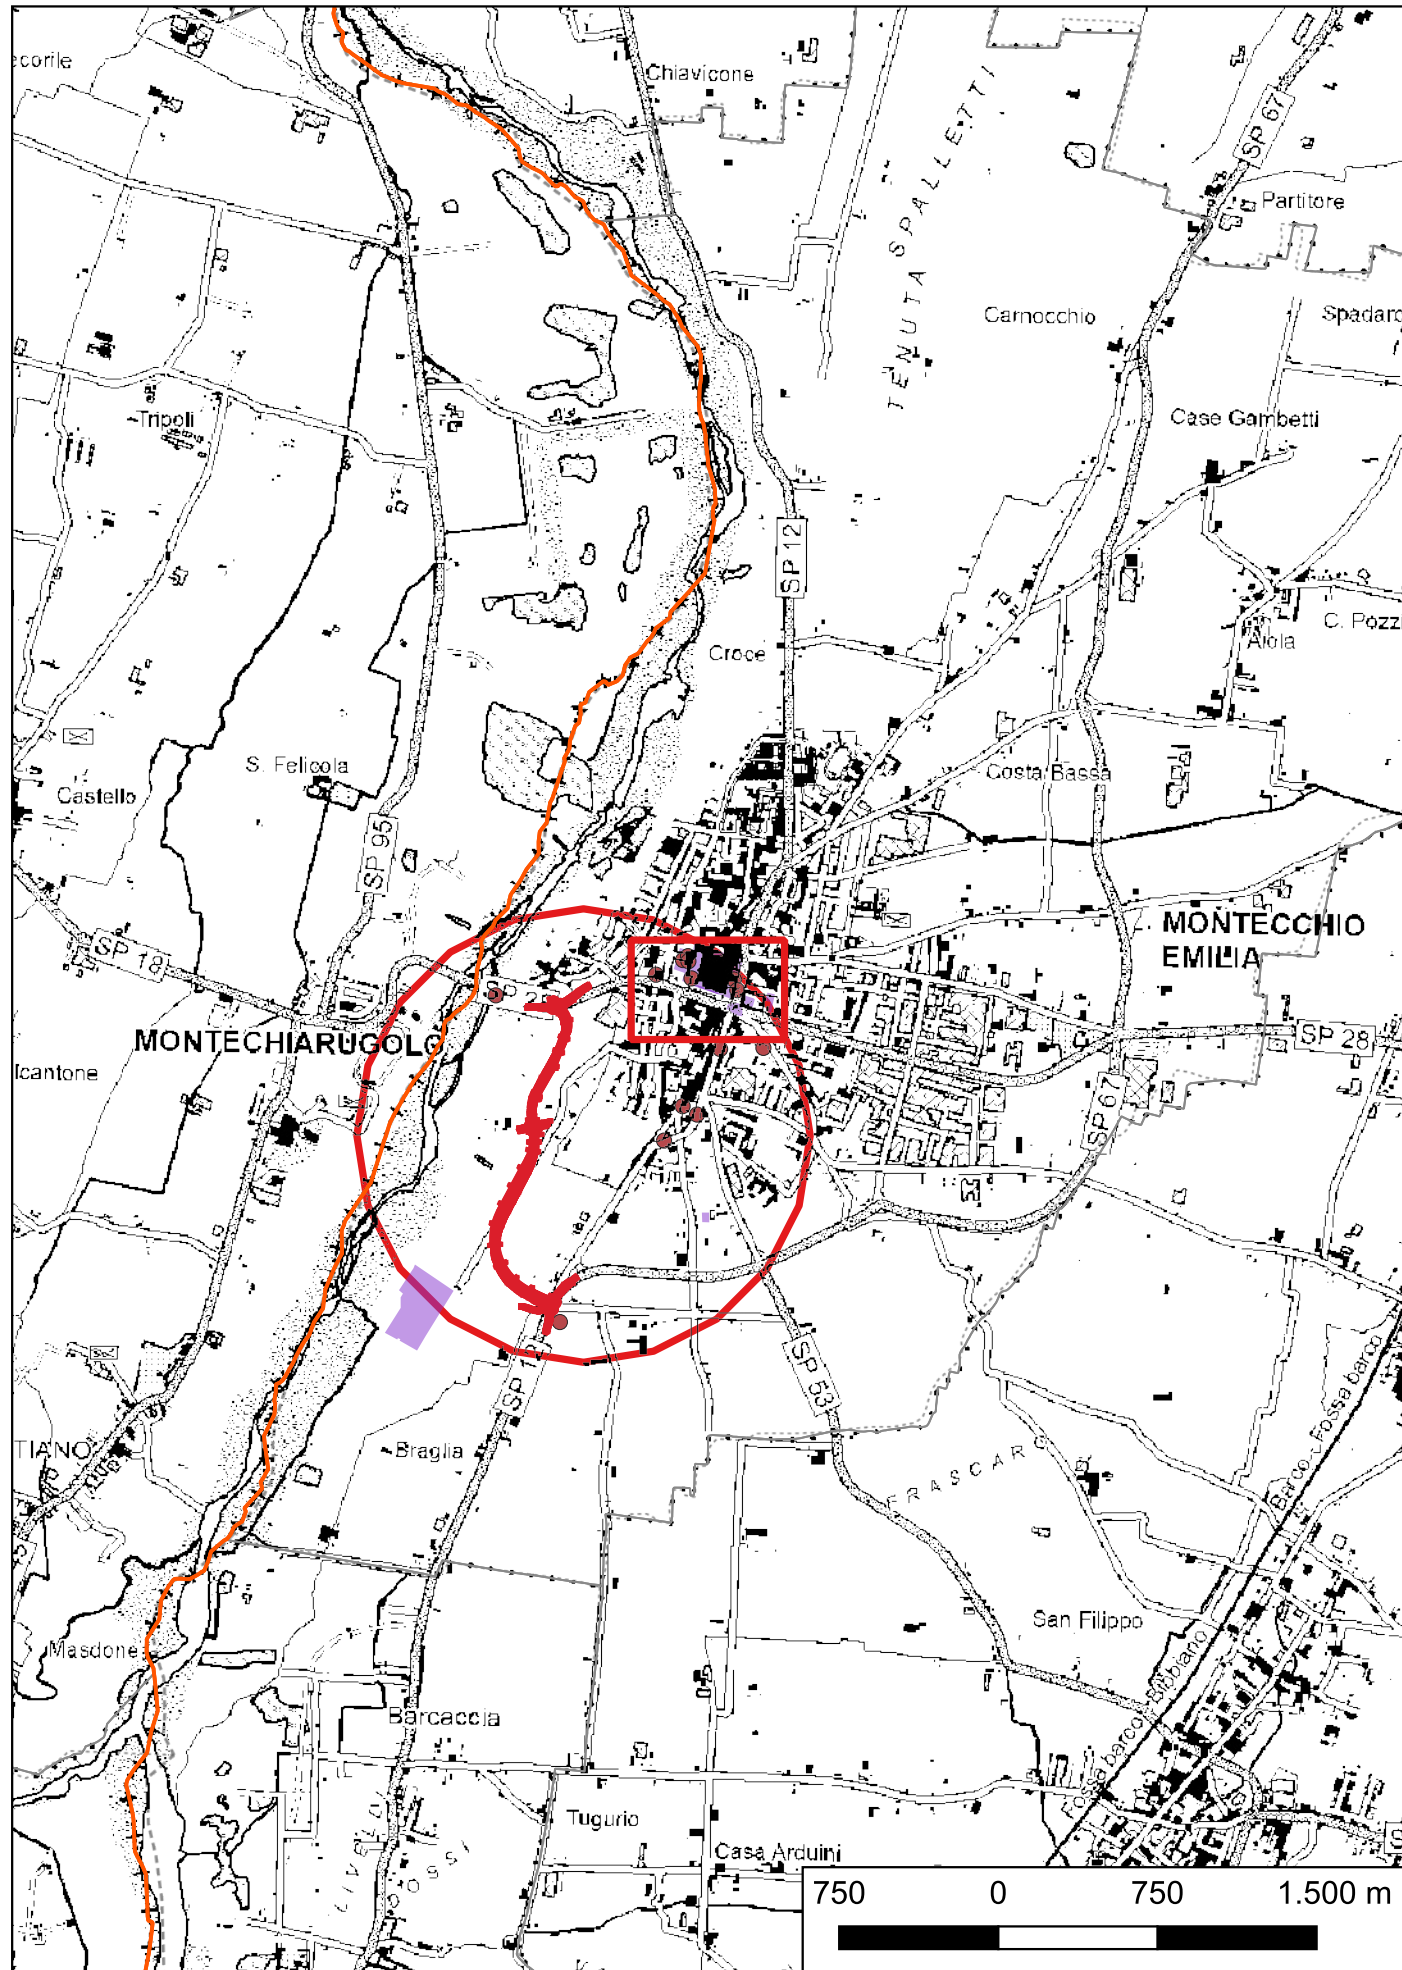 ecorile
Chiavicone
SP 67
TENUTA SPALLETTI
Partitore
Carnocchio
Spadaro
Case Gambetti
Tripoli
SP 12
C. Pozzi
Aiola
Croce
S. Felicola
Costa Bassa
Castello
SP 95
MONTECCHIO
EMILIA
SP 18
SP 28
MONTECHIARUGOLO
SP 28
lcantone
SP 67
SP 12
SP 53
Barco
Fossa barco
TIANO
Braglia
FRASCARO
San Filippo
Masdone
Bibbiano
Fossa barco
Barcaccia
Tugurio
Casa Arduini
750 0 750 1.500 m